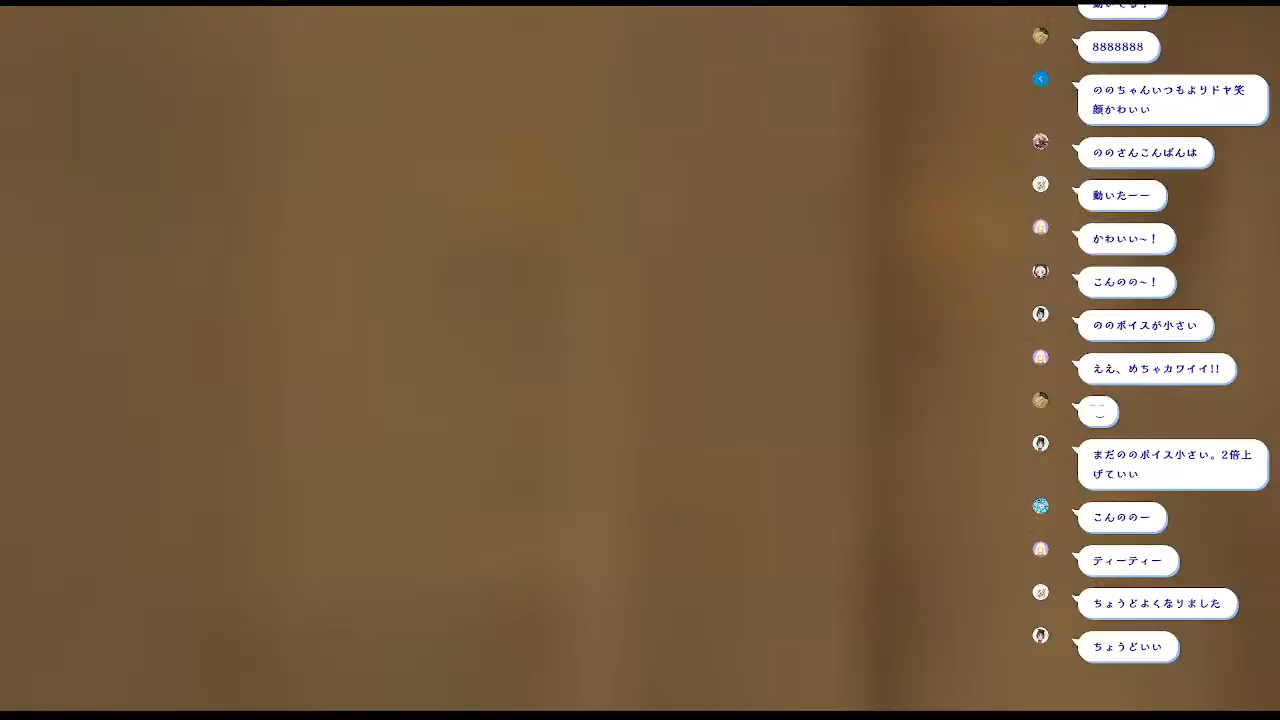 動いてる！
8888888
ののちゃんいつもよりドヤ笑
顔かわいい
ののさんこんばんは
動いたーー
かわいい~！
こんのの~！
ののボイスが小さい
ええ、めちゃカワイイ!!
まだののボイス小さい。2倍上
げていい
こんののー
ティーティー
ちょうどよくなりました
ちょうどいい